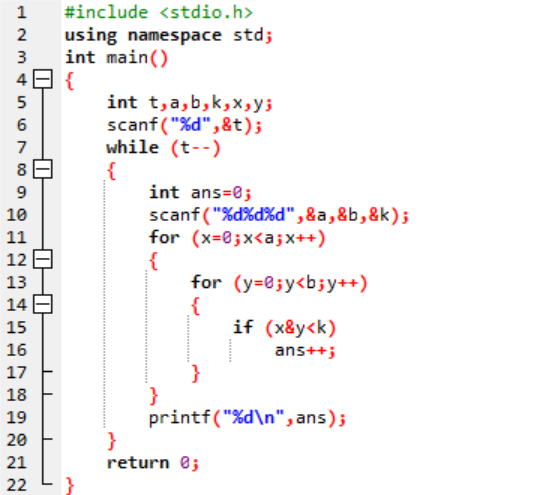 1 #include <stdio.h>
2 using namespace std;
3 int main()
4 {
5 int t,a,b,k,x,y;
6 scanf("%d",&t);
7 while (t--)
8 {
9 int ans=0;
10 scanf("%d%d%d",&a,&b,&k);
11 for (x=0;x<a;x++)
12 {
13 for (y=0;y<b;y++)
14 {
15 if (x&y<k)
16 ans++;
17 }
18 }
19 printf("%d\n",ans);
20 }
21 return 0;
22 }